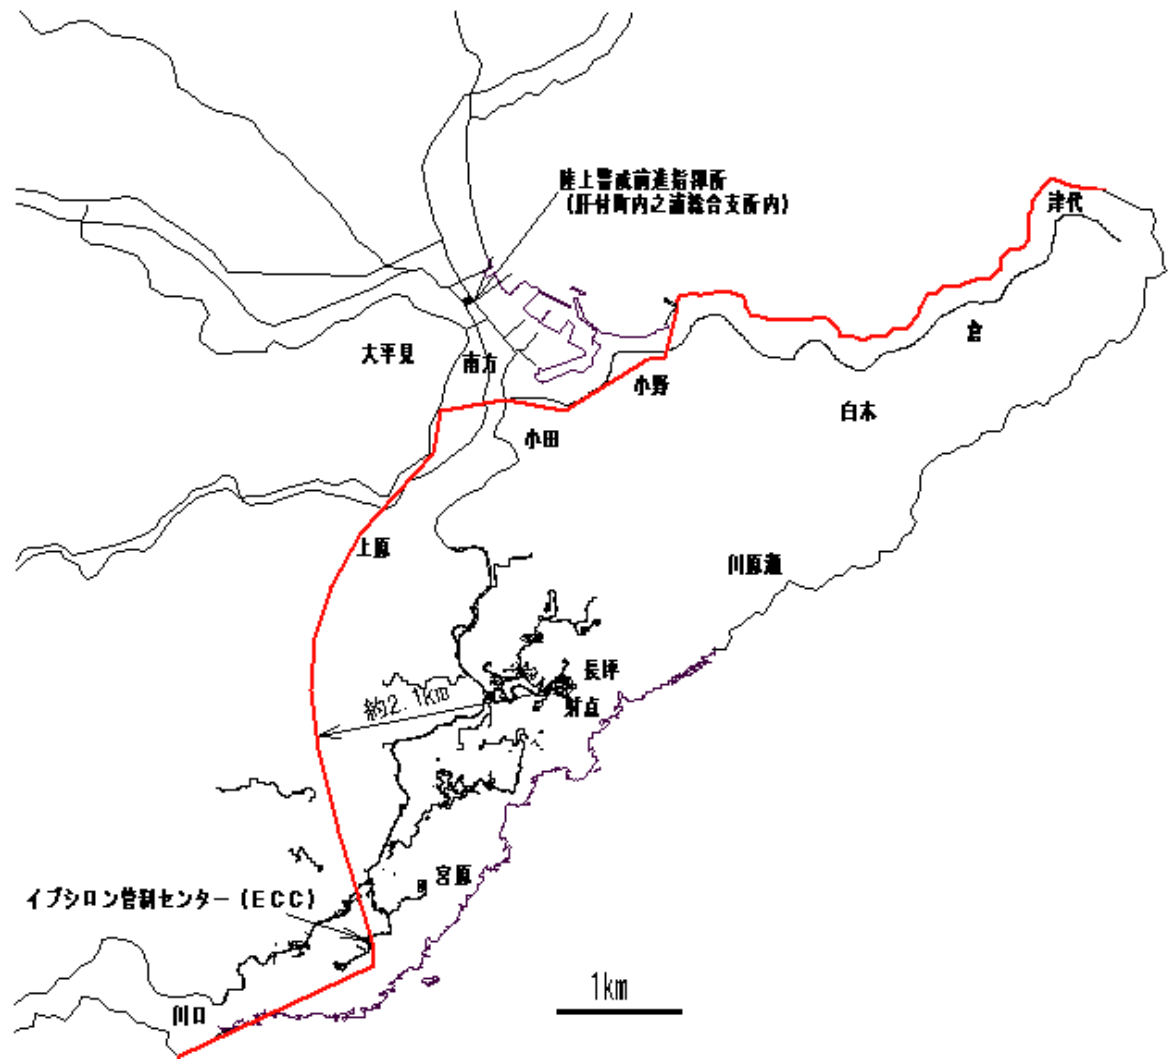 陸上警戒前進指揮所
(肝付町内之浦総合支所内)
津代
大平見
南方
倉
小野
白木
小田
上原
川原瀬
長坪
約2.1km
射点
宮原
イプシロン管制センター(ECC)
1km
川口